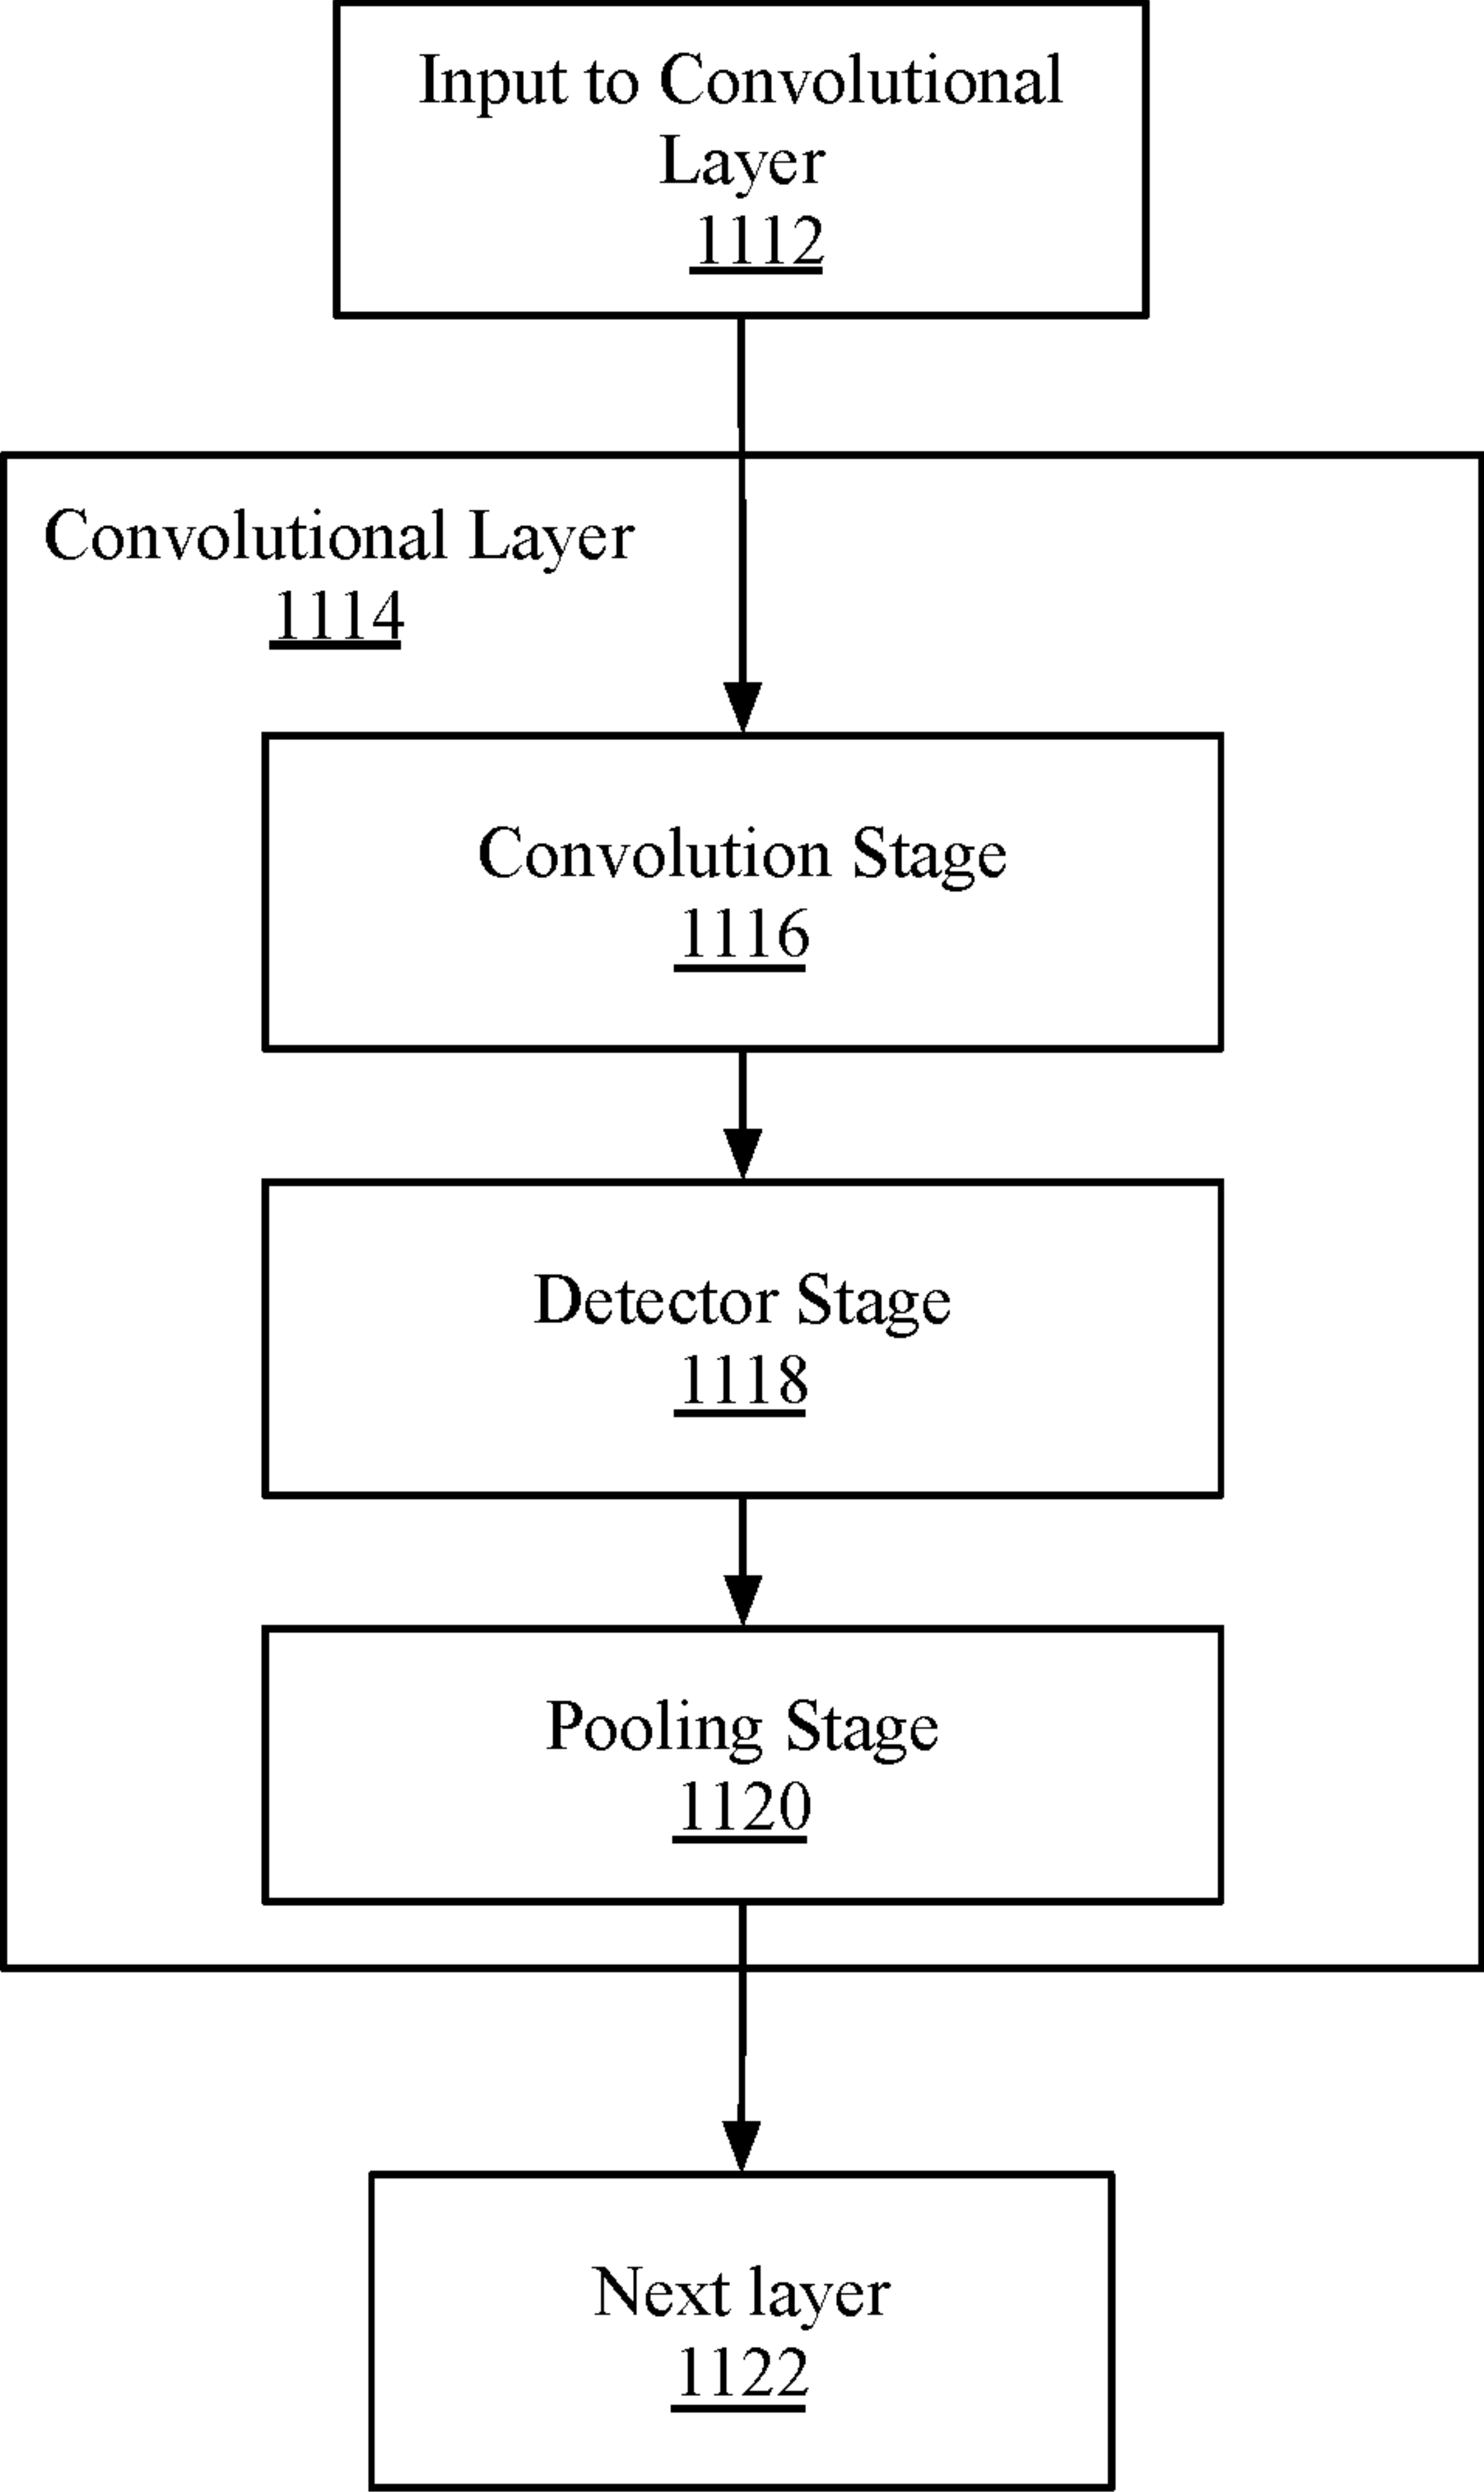 Input to Convolutional
Layer
1112
Convolutional Layer
1114
Convolution Stage
1116
Detector Stage
1118
Pooling Stage
1120
Next layer
1122